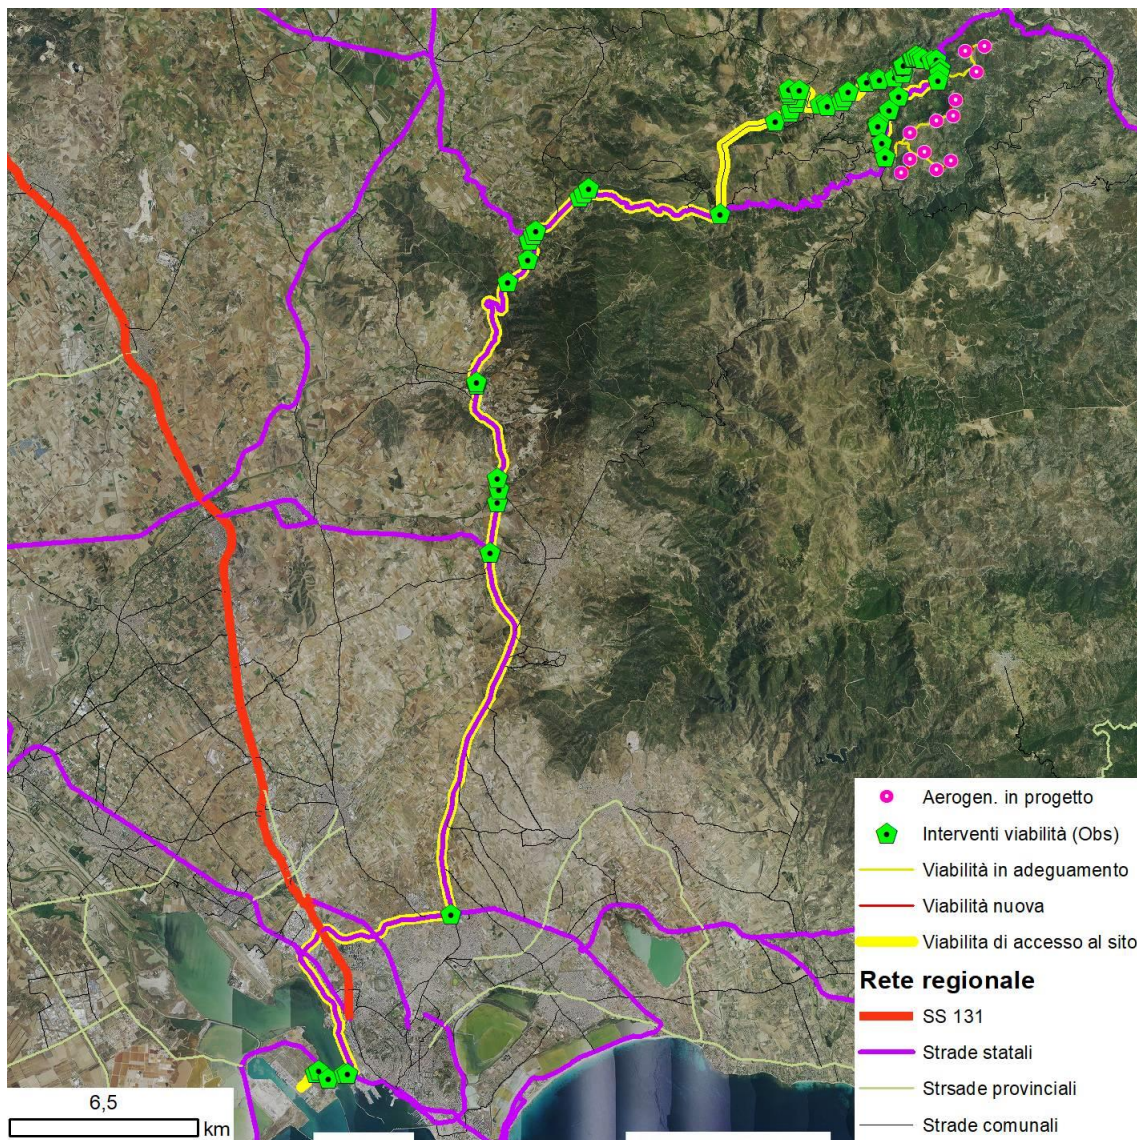 Aerogen. in progetto
Interventi viabilità (Obs)
Viabilità in adeguamento
Viabilità nuova
Viabilita di accesso al sito
Rete regionale
SS 131
Strade statali
Strsade provinciali
Strade comunali
6,5
km